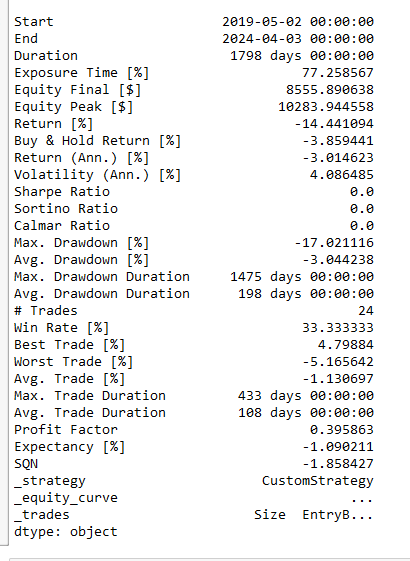 Start 2019-05-02 00:00:00
End 2024-04-03 00:00:00
Duration 1798 days 00:00:00
Exposure Time [%] 77.258567
Equity Final [$] 8555.890638
Equity Peak [$] 10283.944558
Return [%] -14.441094
Buy & Hold Return [%] -3.859441
Return (Ann.) [%] -3.014623
Volatility (Ann.) [%] 4.086485
Sharpe Ratio 0.0
Sortino Ratio 0.0
Calmar Ratio 0.0
Max. Drawdown [%] -17.021116
Avg. Drawdown [%] -3.044238
Max. Drawdown Duration 1475 days 00:00:00
Avg. Drawdown Duration 198 days 00:00:00
# Trades 24
Win Rate [%] 33.333333
Best Trade [%] 4.79884
Worst Trade [%] -5.165642
Avg. Trade [%] -1.130697
Max. Trade Duration 433 days 00:00:00
Avg. Trade Duration 108 days 00:00:00
Profit Factor 0.395863
Expectancy [%] -1.090211
SQN -1.858427
_strategy CustomStrategy
_equity_curve ...
_trades Size EntryB...
dtype: object